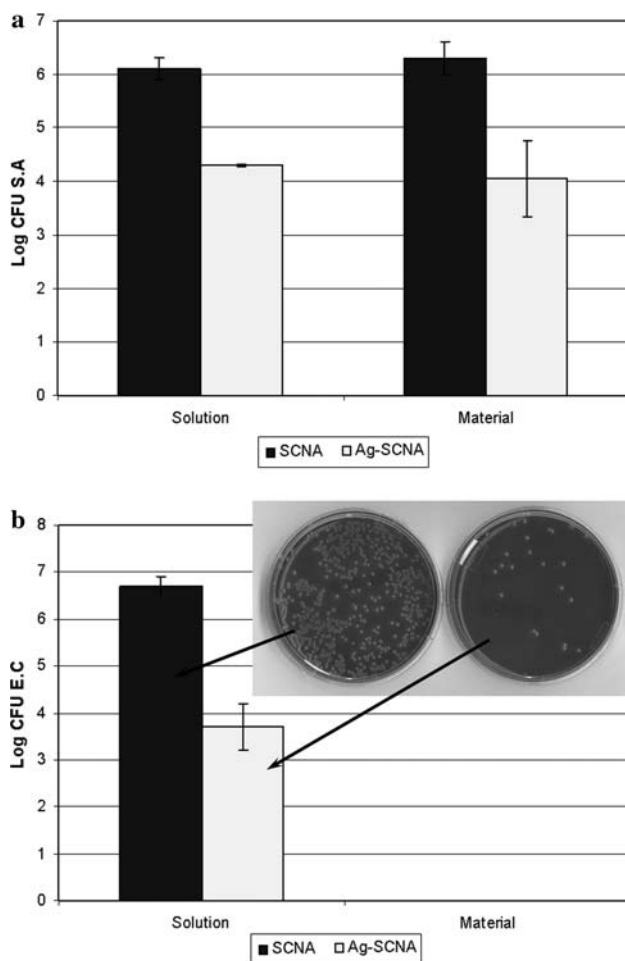 a
7
6
5
4
3
2
1
0
Log CFU S.A
Solution Material
SCNA Ag-SCNA
b
8
7
6
5
4
3
2
1
0
Log CFU E.C
Solution Material
SCNA Ag-SCNA